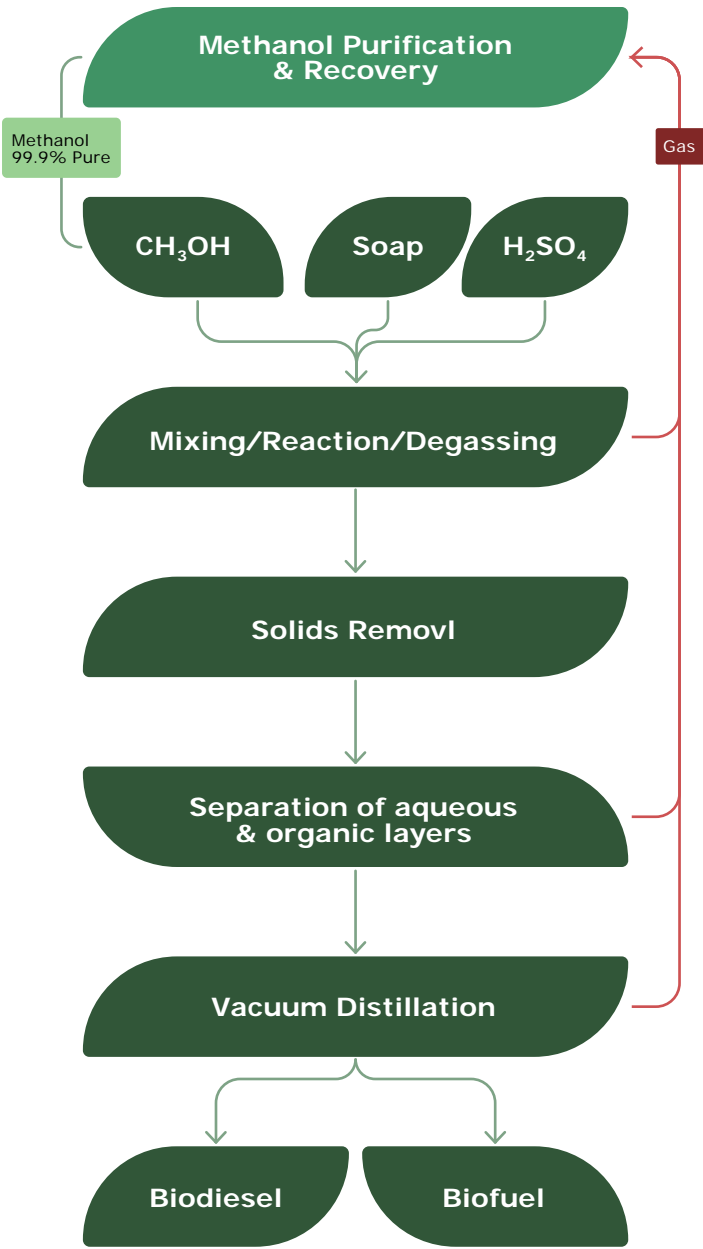 Methanol Purification
& Recovery
Methanol
99.9% Pure
Gas
CH₃OH
Soap
H₂SO₄
Mixing/Reaction/Degassing
Solids Removl
Separation of aqueous
& organic layers
Vacuum Distillation
Biodiesel
Biofuel